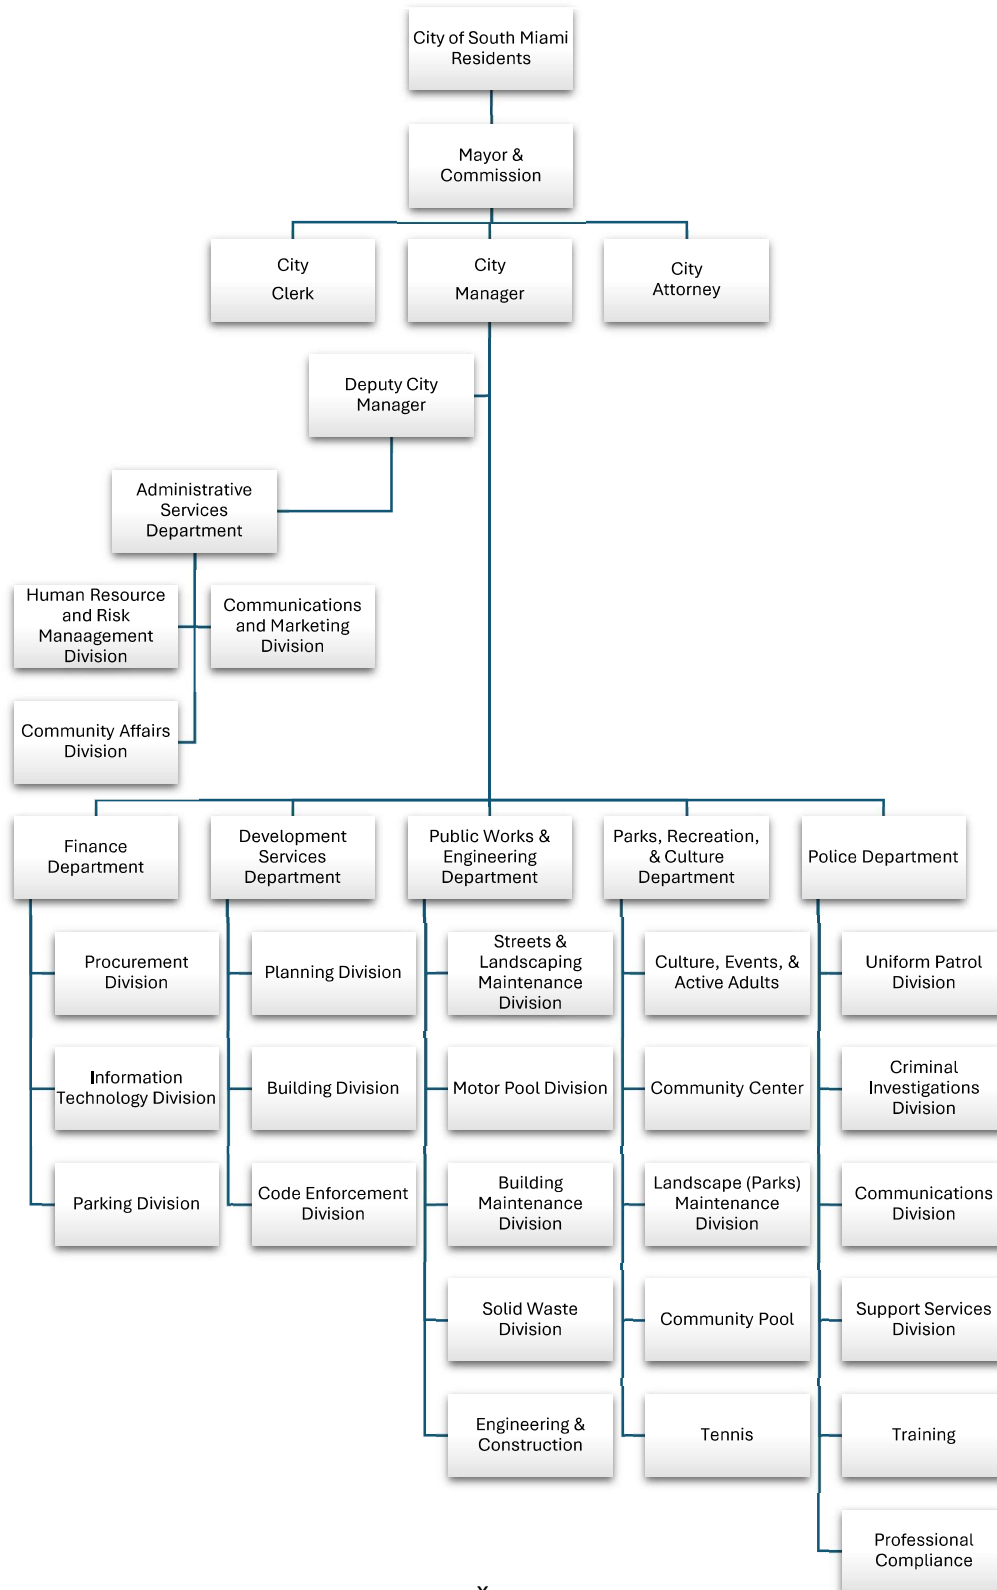 City of South Miami
Residents
Mayor &
Commission
City
Clerk
City
Manager
City
Attorney
Deputy City
Manager
Administrative
Services
Department
Human Resource
and Risk
Manaagement
Division
Communications
and Marketing
Division
Community Affairs
Division
Finance
Department
Development
Services
Department
Public Works &
Engineering
Department
Parks, Recreation,
& Culture
Department
Police Department
Procurement
Division
Information
Technology Division
Parking Division
Planning Division
Building Division
Code Enforcement
Division
Streets &
Landscaping
Maintenance
Division
Motor Pool Division
Building
Maintenance
Division
Solid Waste
Division
Engineering &
Construction
Culture, Events, &
Active Adults
Community Center
Landscape (Parks)
Maintenance
Division
Community Pool
Tennis
Uniform Patrol
Division
Criminal
Investigations
Division
Communications
Division
Support Services
Division
Training
Professional
Compliance
x